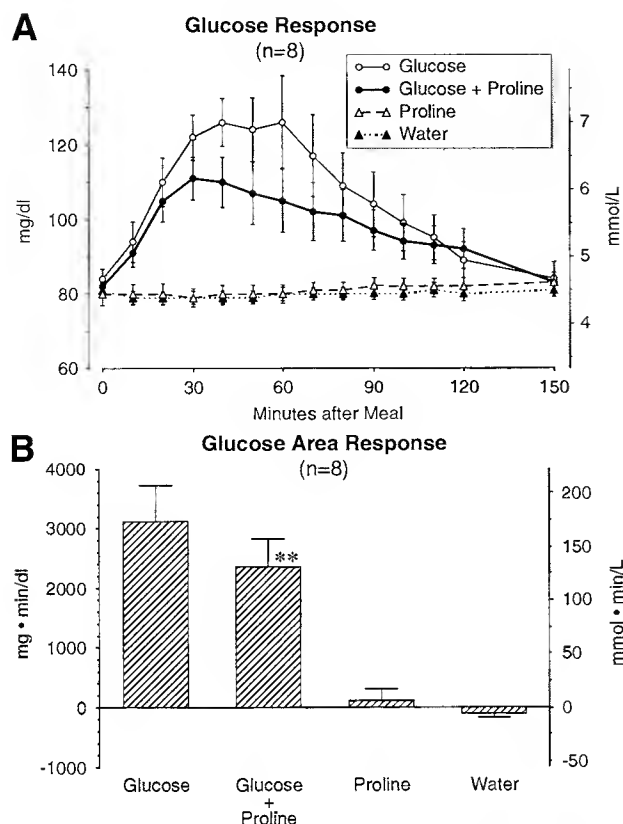 A
Glucose Response
(n=8)
Glucose
Glucose + Proline
Proline
Water
140
120
100
80
60
mg/dl
7
6
5
4
mmol/L
0 30 60 90 120 150
Minutes after Meal
B
Glucose Area Response
(n=8)
4000
3000
2000
1000
0
-1000
mg • min/dl
**
200
150
100
50
0
-50
mmol • min/L
Glucose Glucose Proline Water
+
Proline